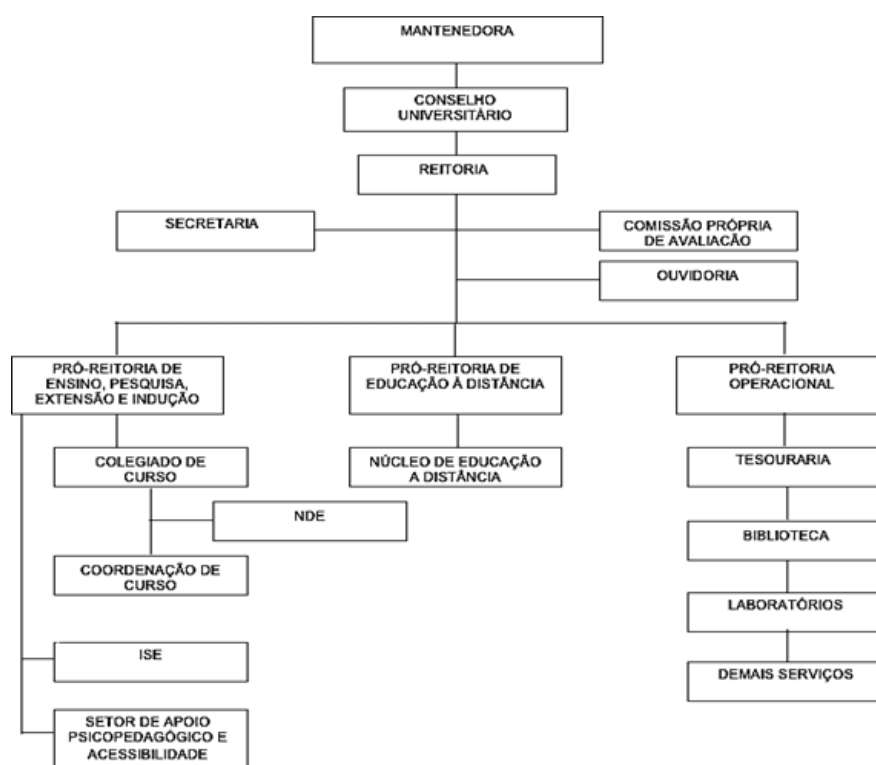 MANTENEDORA
CONSELHO
UNIVERSITÁRIO
REITORIA
SECRETARIA
COMISSÃO PRÓPRIA
DE AVALIACÃO
OUVIDORIA
PRÓ-REITORIA DE
ENSINO, PESQUISA,
EXTENSÃO E INDUÇÃO
PRÓ-REITORIA DE
EDUCAÇÃO À DISTÂNCIA
PRÓ-REITORIA
OPERACIONAL
COLEGIADO DE
CURSO
NÚCLEO DE EDUCAÇÃO
A DISTÂNCIA
TESOURARIA
NDE
BIBLIOTECA
COORDENAÇÃO DE
CURSO
LABORATÓRIOS
ISE
DEMAIS SERVIÇOS
SETOR DE APOIO
PSICOPEDAGÓGICO E
ACESSIBILIDADE